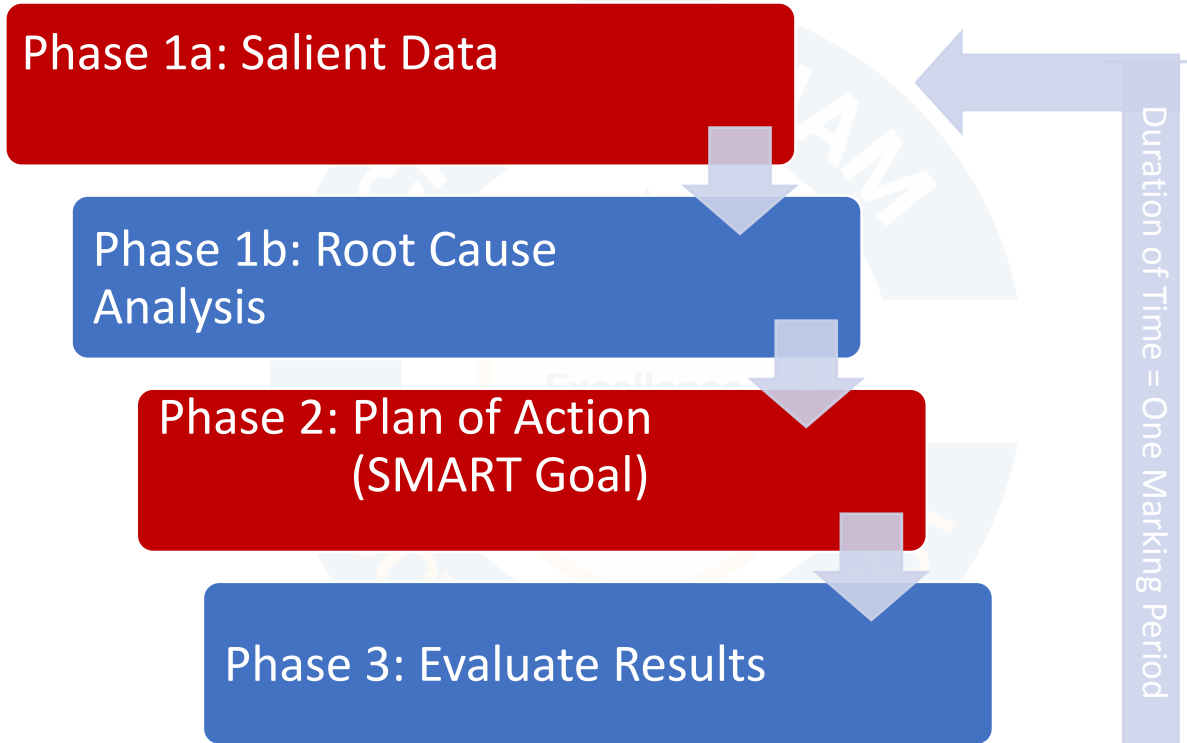 Phase 1a: Salient Data
Phase 1b: Root Cause
Analysis
Phase 2: Plan of Action
(SMART Goal)
Phase 3: Evaluate Results
Duration of Time = One Marking Period